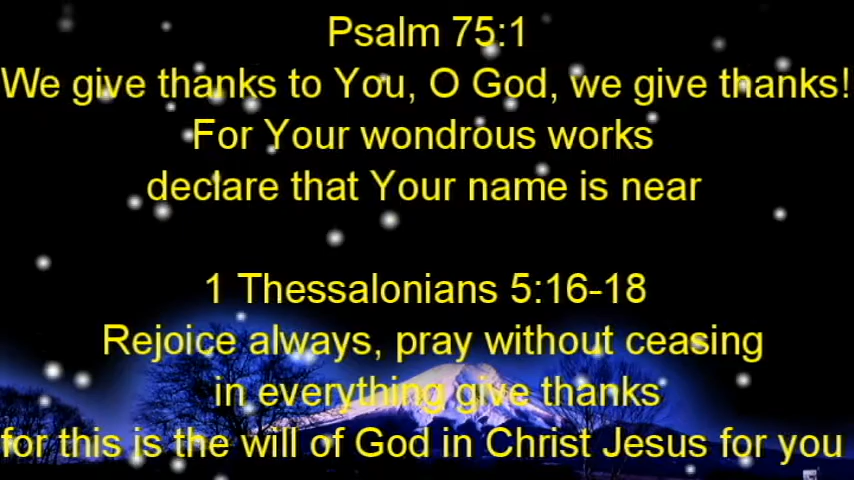 Psalm 75:1
We give thanks to You, O God, we give thanks!
For Your wondrous works
declare that Your name is near
1 Thessalonians 5:16-18
Rejoice always, pray without ceasing
in everything give thanks
for this is the will of God in Christ Jesus for you